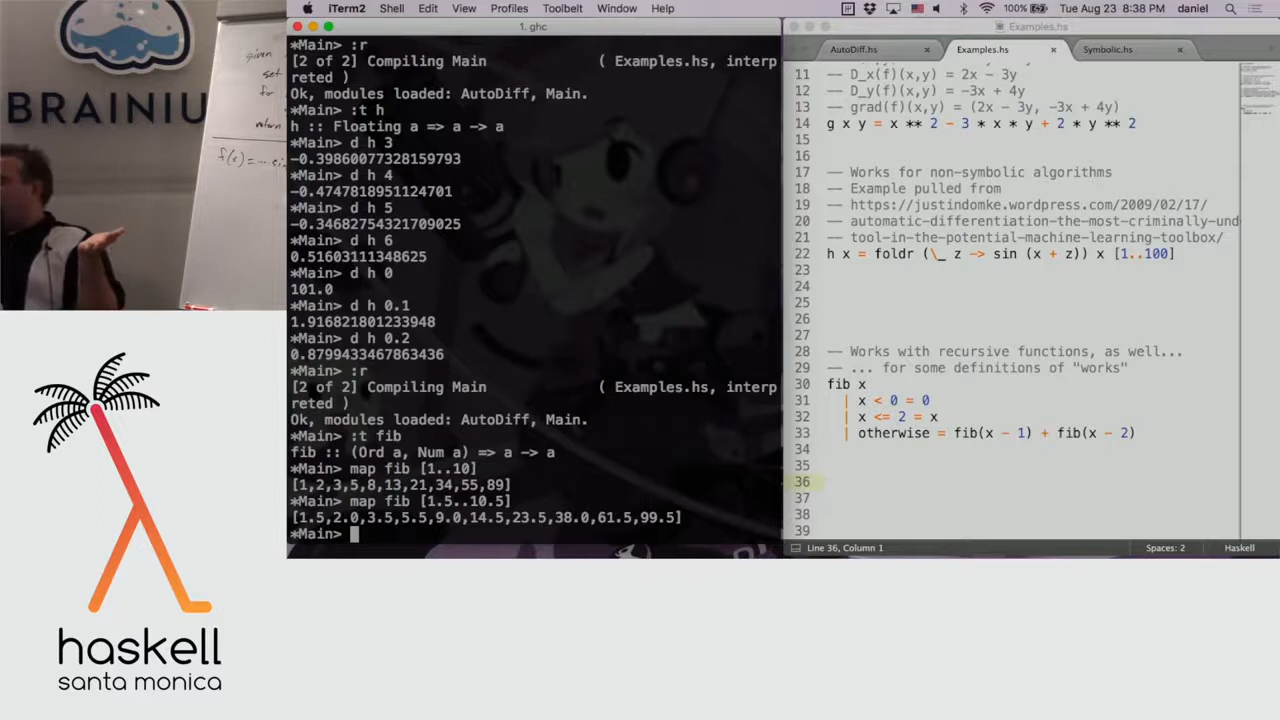 iTerm2 Shell Edit View Profiles Toolbelt Window Help
100% Tue Aug 23 8:38 PM daniel
1. ghc
*Main> :r
[2 of 2] Compiling Main ( Examples.hs, interp
reted )
Ok, modules loaded: AutoDiff, Main.
*Main> :t h
h :: Floating a => a -> a
*Main> d h 3
-0.39860077328159793
*Main> d h 4
-0.4747818951124701
*Main> d h 5
-0.34682754321709025
*Main> d h 6
0.51603111348625
*Main> d h 0
101.0
*Main> d h 0.1
1.916821801233948
*Main> d h 0.2
0.8799433467863436
*Main> :r
[2 of 2] Compiling Main ( Examples.hs, interp
reted )
Ok, modules loaded: AutoDiff, Main.
*Main> :t fib
fib :: (Ord a, Num a) => a -> a
*Main> map fib [1..10]
[1,2,3,5,8,13,21,34,55,89]
*Main> map fib [1.5..10.5]
[1.5,2.0,3.5,5.5,9.0,14.5,23.5,38.0,61.5,99.5]
*Main>
Examples.hs
AutoDiff.hs × Examples.hs × Symbolic.hs ×
11 -- D_x(f)(x,y) = 2x - 3y
12 -- D_y(f)(x,y) = -3x + 4y
13 -- grad(f)(x,y) = (2x - 3y, -3x + 4y)
14 g x y = x ** 2 - 3 * x * y + 2 * y ** 2
15
16
17 -- Works for non-symbolic algorithms
18 -- Example pulled from
19 -- https://justindomke.wordpress.com/2009/02/17/
20 -- automatic-differentiation-the-most-criminally-und
21 -- tool-in-the-potential-machine-learning-toolbox/
22 h x = foldr (\_ z -> sin (x + z)) x [1..100]
23
24
25
26
27
28 -- Works with recursive functions, as well...
29 -- ... for some definitions of "works"
30 fib x
31 | x < 0 = 0
32 | x <= 2 = x
33 | otherwise = fib(x - 1) + fib(x - 2)
34
35
36
37
38
39
Line 36, Column 1 Spaces: 2 Haskell
BRAINIU
given
set
for
return
f(x) =
haskell
santa monica